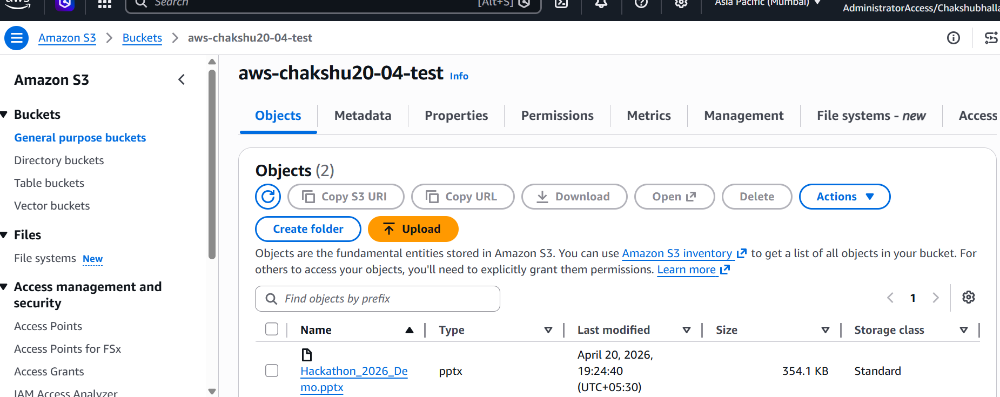 aws
Search
[Alt+S]
Asia Pacific (Mumbai)
AdministratorAccess/Chakshubhalla
Amazon S3
Buckets
aws-chakshu20-04-test
Amazon S3
Buckets
General purpose buckets
Directory buckets
Table buckets
Vector buckets
Files
File systems New
Access management and
security
Access Points
Access Points for FSx
Access Grants
IAM Access Analyzer
aws-chakshu20-04-test Info
Objects
Metadata
Properties
Permissions
Metrics
Management
File systems - new
Access
Objects (2)
Copy S3 URI
Copy URL
Download
Open
Delete
Actions
Create folder
Upload
Objects are the fundamental entities stored in Amazon S3. You can use Amazon S3 inventory to get a list of all objects in your bucket. For
others to access your objects, you'll need to explicitly grant them permissions. Learn more
Find objects by prefix
1
Name
Type
Last modified
Size
Storage class
Hackathon_2026_De
mo.pptx
pptx
April 20, 2026,
19:24:40
(UTC+05:30)
354.1 KB
Standard